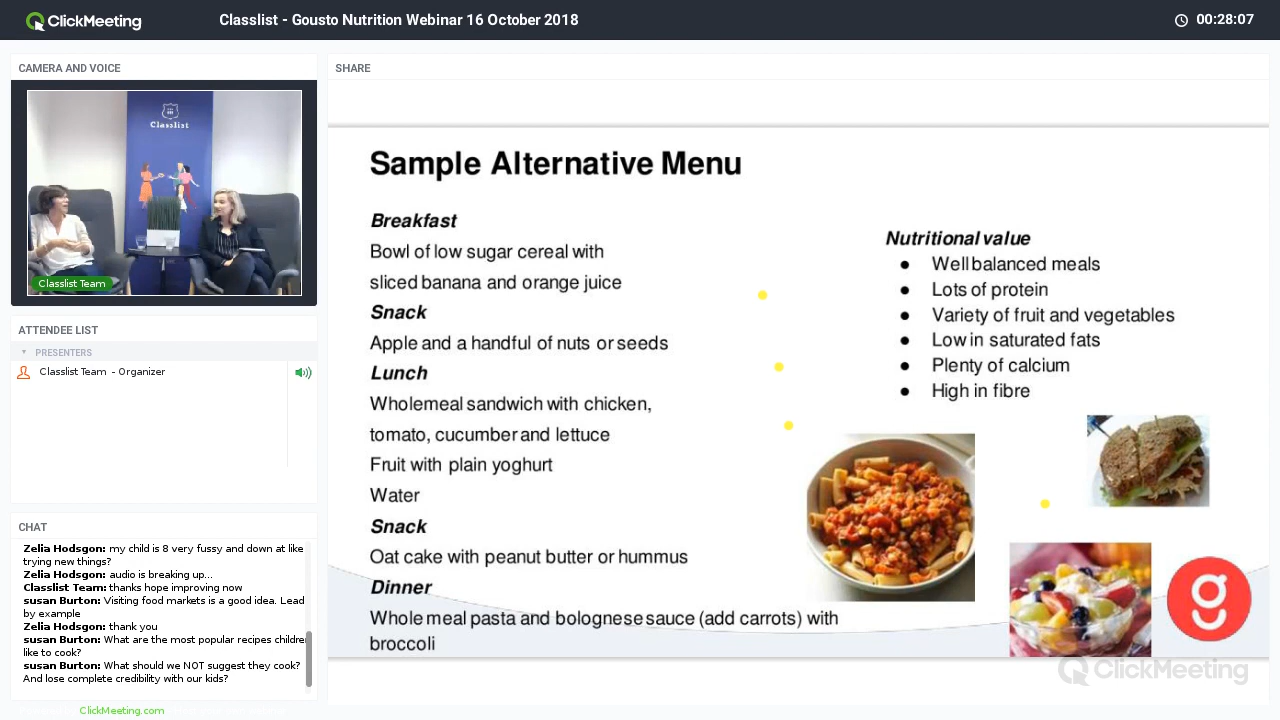 ClickMeeting
Classlist - Gousto Nutrition Webinar 16 October 2018
00:28:07
CAMERA AND VOICE
Classlist
Classlist Team
ATTENDEE LIST
PRESENTERS
Classlist Team - Organizer
CHAT
Zelia Hodsgon: my child is 8 very fussy and down at like
trying new things?
Zelia Hodsgon: audio is breaking up...
Classlist Team: thanks hope improving now
susan Burton: Visiting food markets is a good idea. Lead
by example
Zelia Hodsgon: thank you
susan Burton: What are the most popular recipes childre
like to cook?
susan Burton: What should we NOT suggest they cook?
And lose complete credibility with our kids?
ClickMeeting.com
SHARE
Sample Alternative Menu
Breakfast
Bowl of low sugar cereal with
sliced banana and orange juice
Snack
Apple and a handful of nuts or seeds
Lunch
Wholemeal sandwich with chicken,
tomato, cucumber and lettuce
Fruit with plain yoghurt
Water
Snack
Oat cake with peanut butter or hummus
Dinner
Wholemeal pasta and bolognese sauce (add carrots) with
broccoli
Nutritional value
● Well balanced meals
● Lots of protein
● Variety of fruit and vegetables
● Low in saturated fats
● Plenty of calcium
● High in fibre
g
ClickMeeting